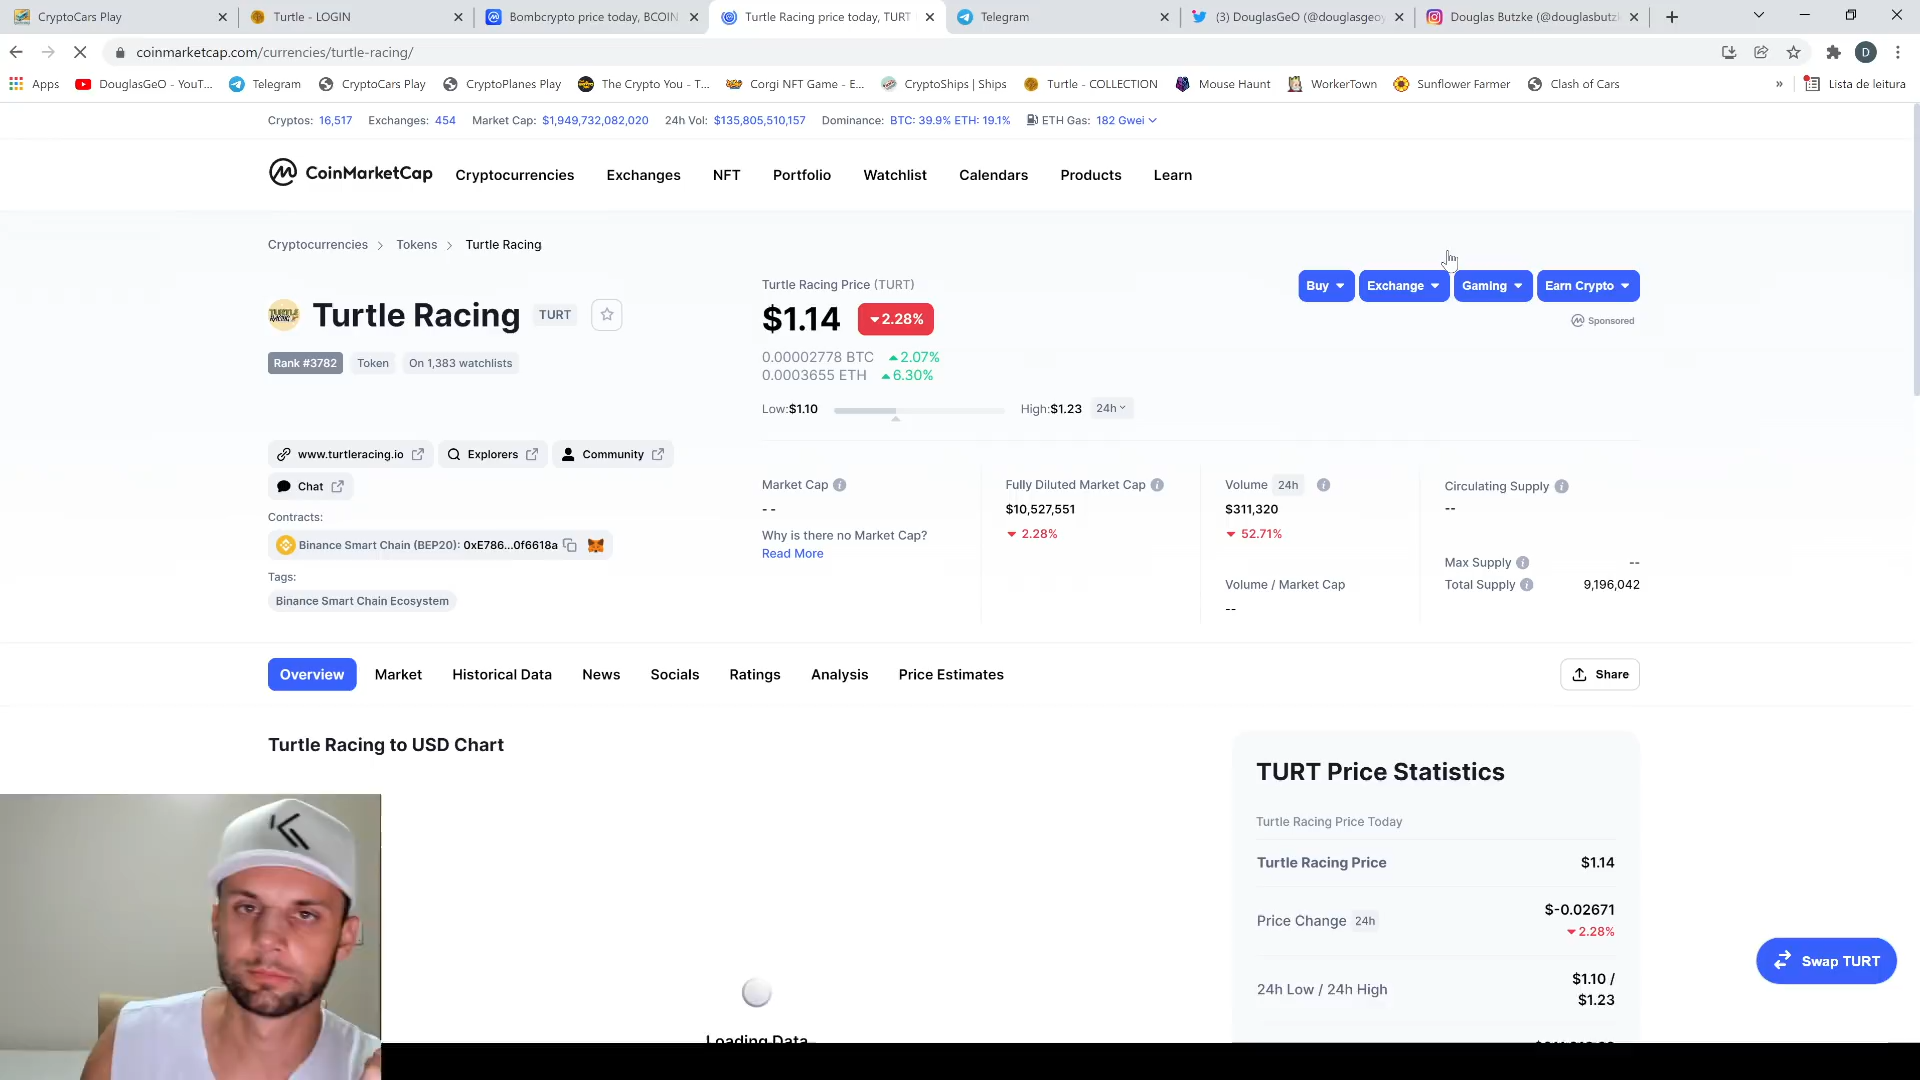 CryptoCars Play
Turtle - LOGIN
Bombcrypto price today, BCOIN
Turtle Racing price today, TURT
Telegram
(3) DouglasGeO (@douglasgeo
Douglas Butzke (@douglasbutz
coinmarketcap.com/currencies/turtle-racing/
D
Apps
DouglasGeO - YouT...
Telegram
CryptoCars Play
CryptoPlanes Play
The Crypto You - T...
Corgi NFT Game - E...
CryptoShips | Ships
Turtle - COLLECTION
Mouse Haunt
WorkerTown
Sunflower Farmer
Clash of Cars
»
Lista de leitura
Cryptos: 16,517 Exchanges: 454 Market Cap: $1,949,732,082,020 24h Vol: $135,805,510,157 Dominance: BTC: 39.9% ETH: 19.1% ETH Gas: 182 Gwei
CoinMarketCap
Cryptocurrencies Exchanges NFT Portfolio Watchlist Calendars Products Learn
Cryptocurrencies > Tokens > Turtle Racing
Turtle Racing TURT
Rank #3782 Token On 1,383 watchlists
Turtle Racing Price (TURT)
$1.14 2.28%
0.00002778 BTC 2.07%
0.0003655 ETH 6.30%
Low:$1.10 High:$1.23 24h
Buy Exchange Gaming Earn Crypto
Sponsored
www.turtleracing.io Explorers Community
Chat
Contracts:
Binance Smart Chain (BEP20): 0xE786...0f6618a
Tags:
Binance Smart Chain Ecosystem
Market Cap
- -
Why is there no Market Cap?
Read More
Fully Diluted Market Cap
$10,527,551
2.28%
Volume 24h
$311,320
52.71%
Volume / Market Cap
--
Circulating Supply
--
Max Supply --
Total Supply 9,196,042
Overview Market Historical Data News Socials Ratings Analysis Price Estimates
Share
Turtle Racing to USD Chart
Loading Data
TURT Price Statistics
Turtle Racing Price Today
Turtle Racing Price $1.14
Price Change 24h $-0.02671
2.28%
24h Low / 24h High $1.10 /
$1.23
Swap TURT